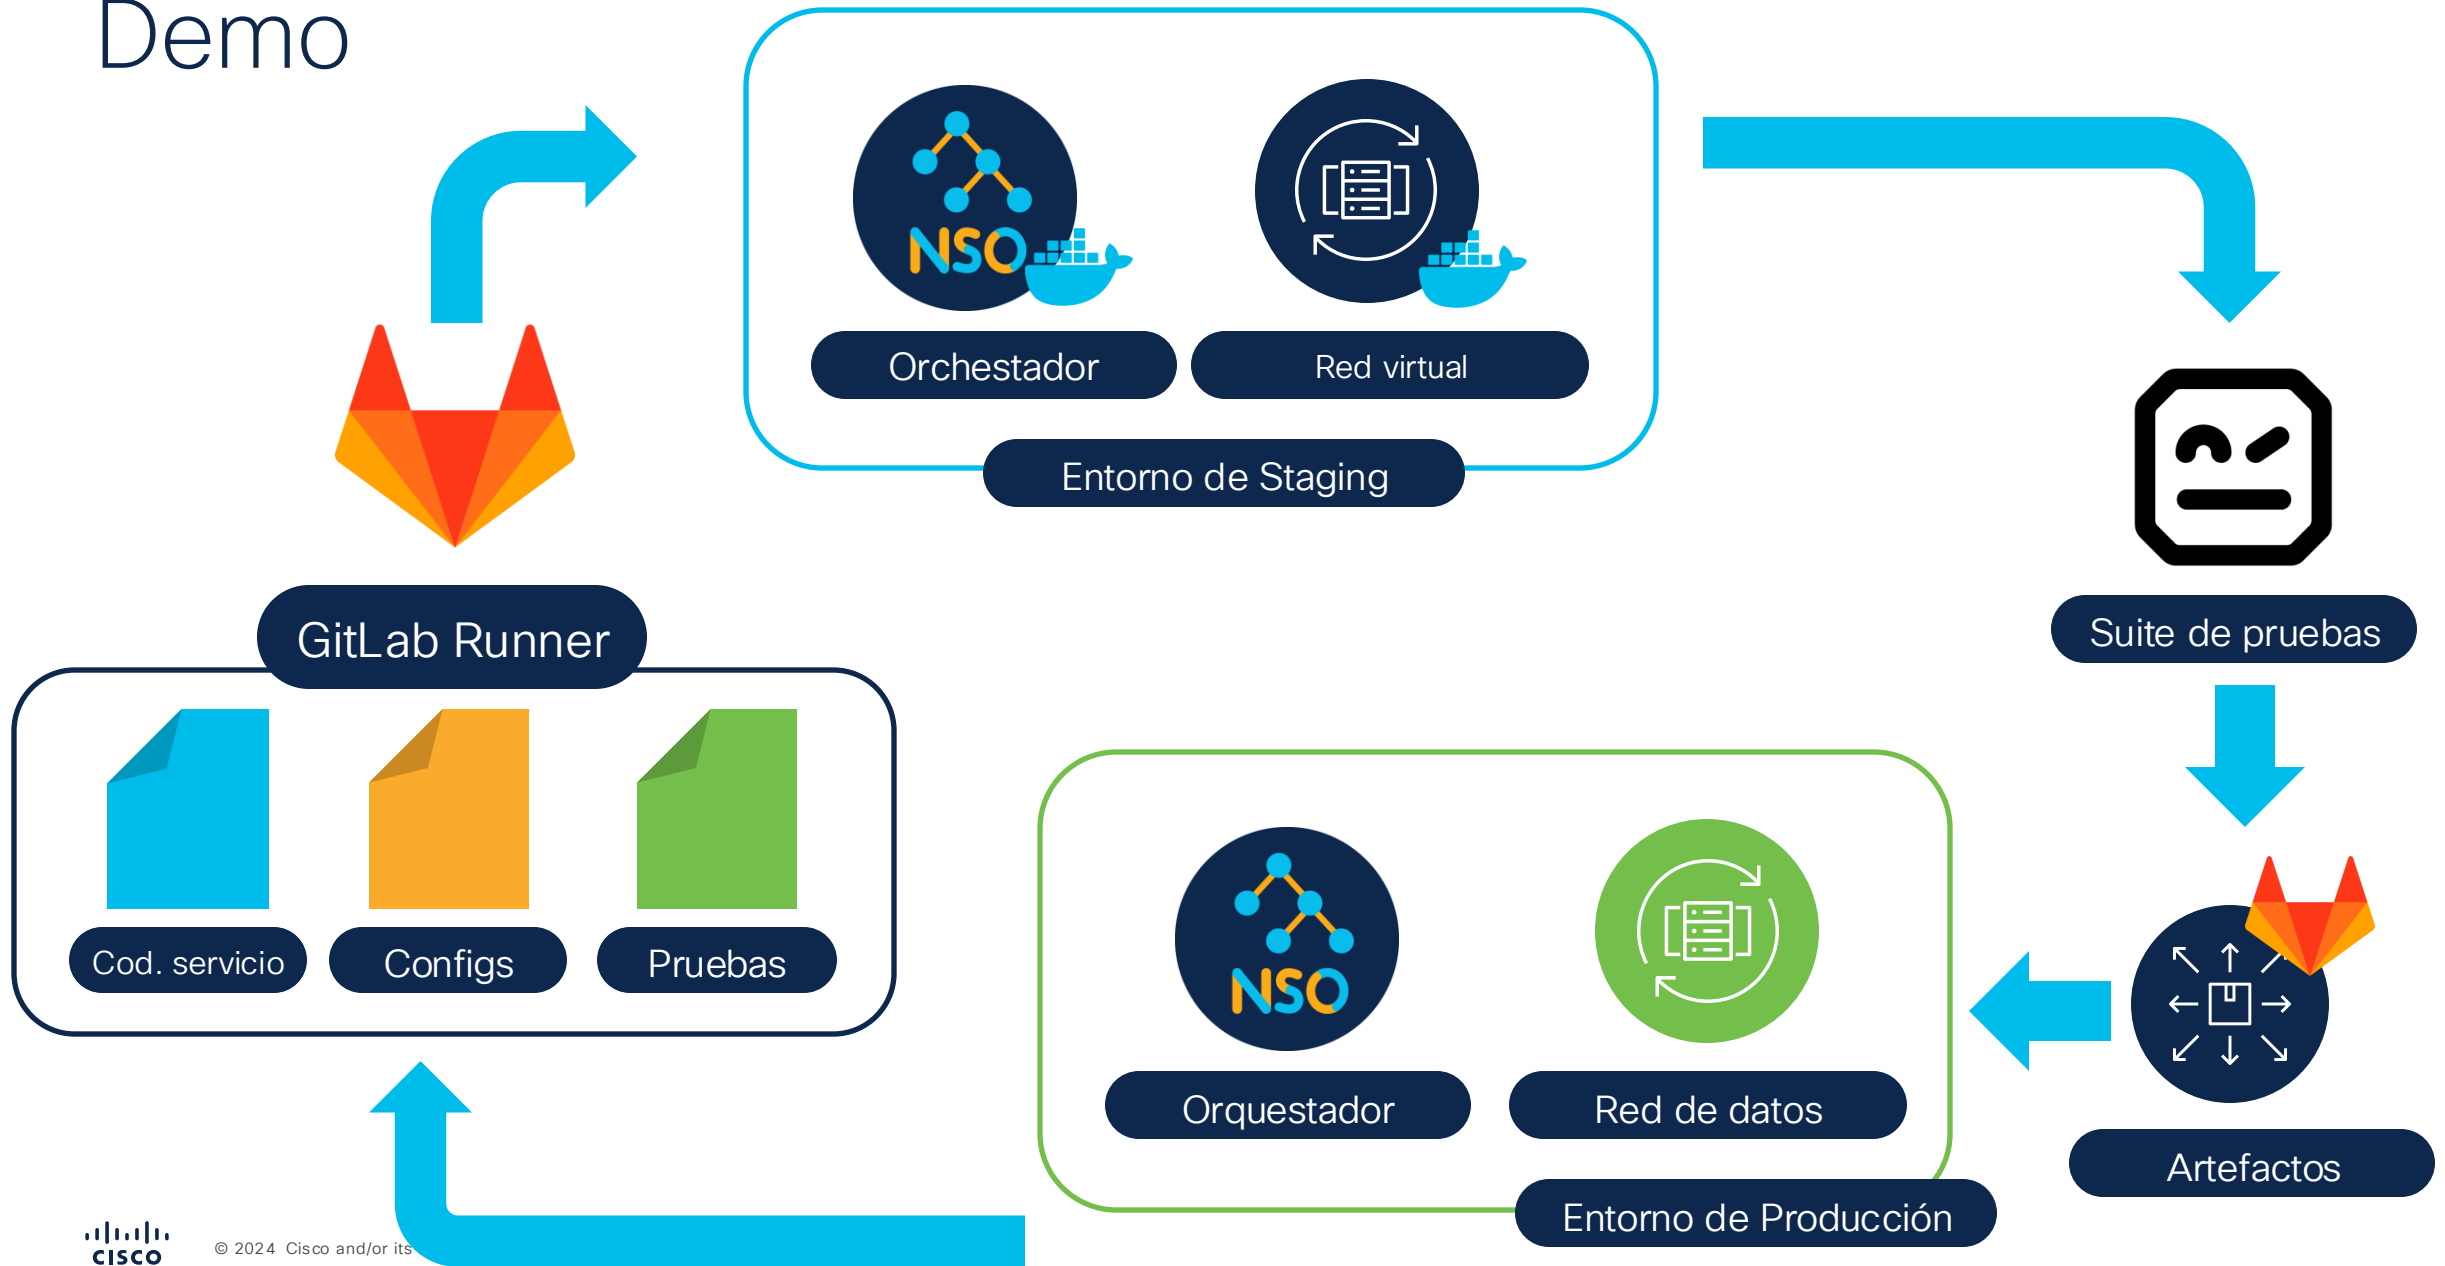 Demo
NSO
Orchestador
Red virtual
Entorno de Staging
GitLab Runner
Cod. servicio
Configs
Pruebas
Suite de pruebas
NSO
Orquestador
Red de datos
Entorno de Producción
Artefactos
CISCO
© 2024 Cisco and/or its